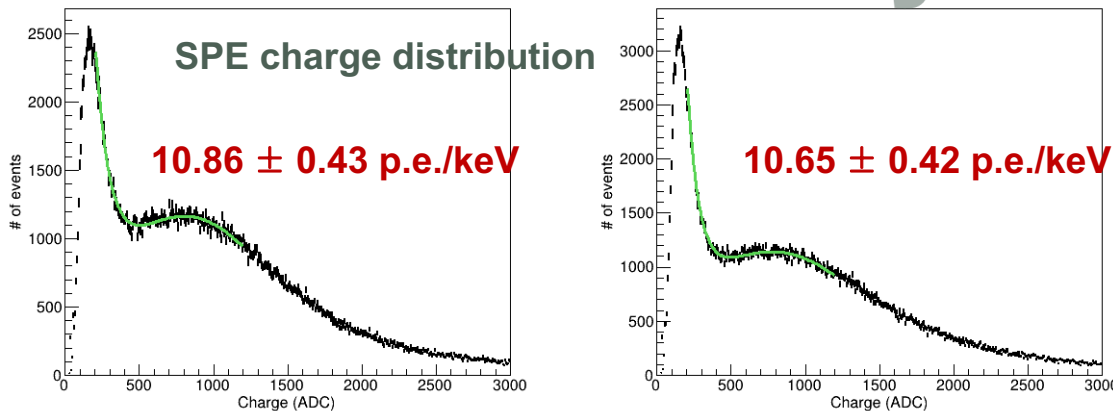 SPE charge distribution
10.86 ± 0.43 p.e./keV
# of events
2500
2000
1500
1000
500
0
0 500 1000 1500 2000 2500 3000
Charge (ADC)
10.65 ± 0.42 p.e./keV
# of events
3000
2500
2000
1500
1000
500
0
0 500 1000 1500 2000 2500 3000
Charge (ADC)